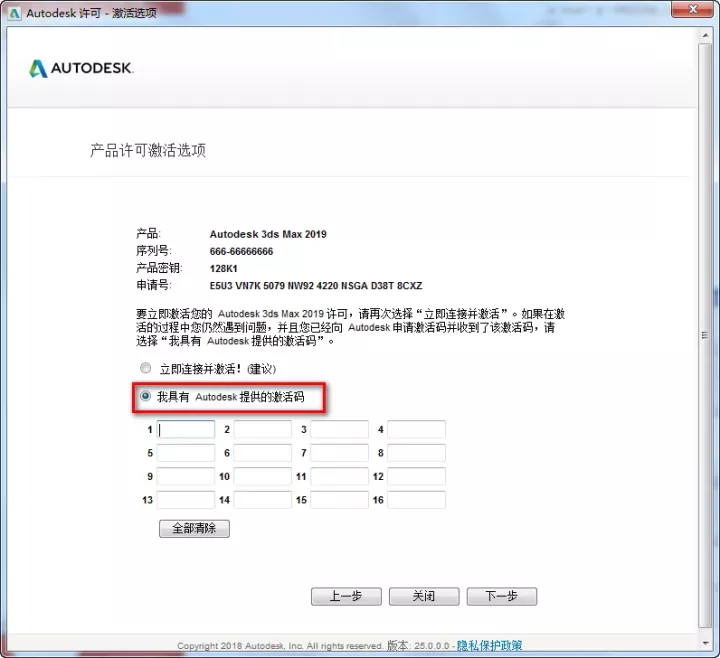 Autodesk 许可 - 激活选项
AUTODESK.
产品许可激活选项
产品: Autodesk 3ds Max 2019
序列号: 666-66666666
产品密钥: 128K1
申请号: E5U3 VN7K 5079 NW92 4220 NSGA D38T 8CXZ
要立即激活您的 Autodesk 3ds Max 2019 许可，请再次选择“立即连接并激活”。如果在激
活的过程中您仍然遇到问题，并且您已经向 Autodesk 申请激活码并收到了该激活码，请
选择“我具有 Autodesk 提供的激活码”。
立即连接并激活！(建议)
我具有 Autodesk 提供的激活码
1 2 3 4
5 6 7 8
9 10 11 12
13 14 15 16
全部清除
上一步 关闭 下一步
Copyright 2018 Autodesk, Inc. All rights reserved. 版本: 25.0.0.0 - 隐私保护政策